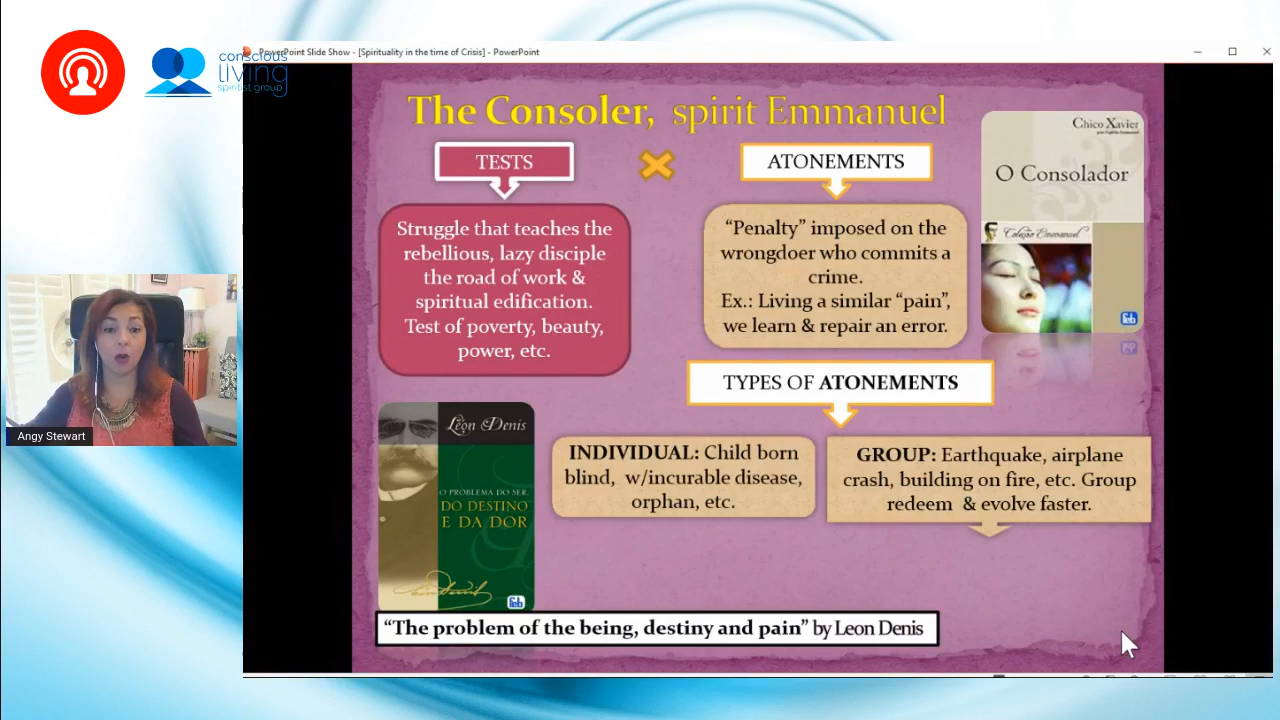 conscious
living
spiritist group
PowerPoint Slide Show - [Spirituality in the time of Crisis] - PowerPoint
The Consoler, spirit Emmanuel
TESTS
Struggle that teaches the
rebellious, lazy disciple
the road of work &
spiritual edification.
Test of poverty, beauty,
power, etc.
ATONEMENTS
“Penalty” imposed on the
wrongdoer who commits a
crime.
Ex.: Living a similar “pain”,
we learn & repair an error.
Chico Xavier
O Consolador
Coleção Emmanuel
feb
TYPES OF ATONEMENTS
INDIVIDUAL: Child born
blind, w/incurable disease,
orphan, etc.
GROUP: Earthquake, airplane
crash, building on fire, etc. Group
redeem & evolve faster.
Léon Denis
O PROBLEMA DO SER,
DO DESTINO
E DA DOR
feb
“The problem of the being, destiny and pain” by Leon Denis
Angy Stewart